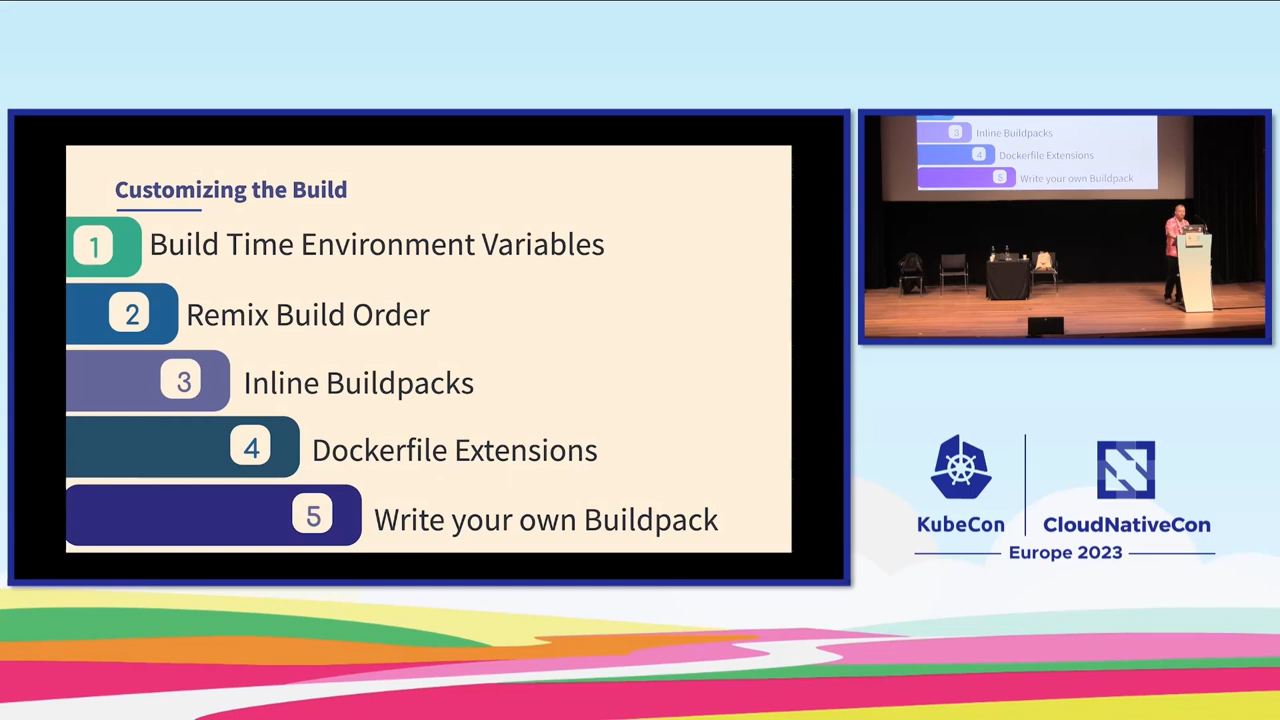 Customizing the Build
1 Build Time Environment Variables
2 Remix Build Order
3 Inline Buildpacks
4 Dockerfile Extensions
5 Write your own Buildpack
3 Inline Buildpacks
4 Dockerfile Extensions
5 Write your own Buildpack
KubeCon
CloudNativeCon
Europe 2023